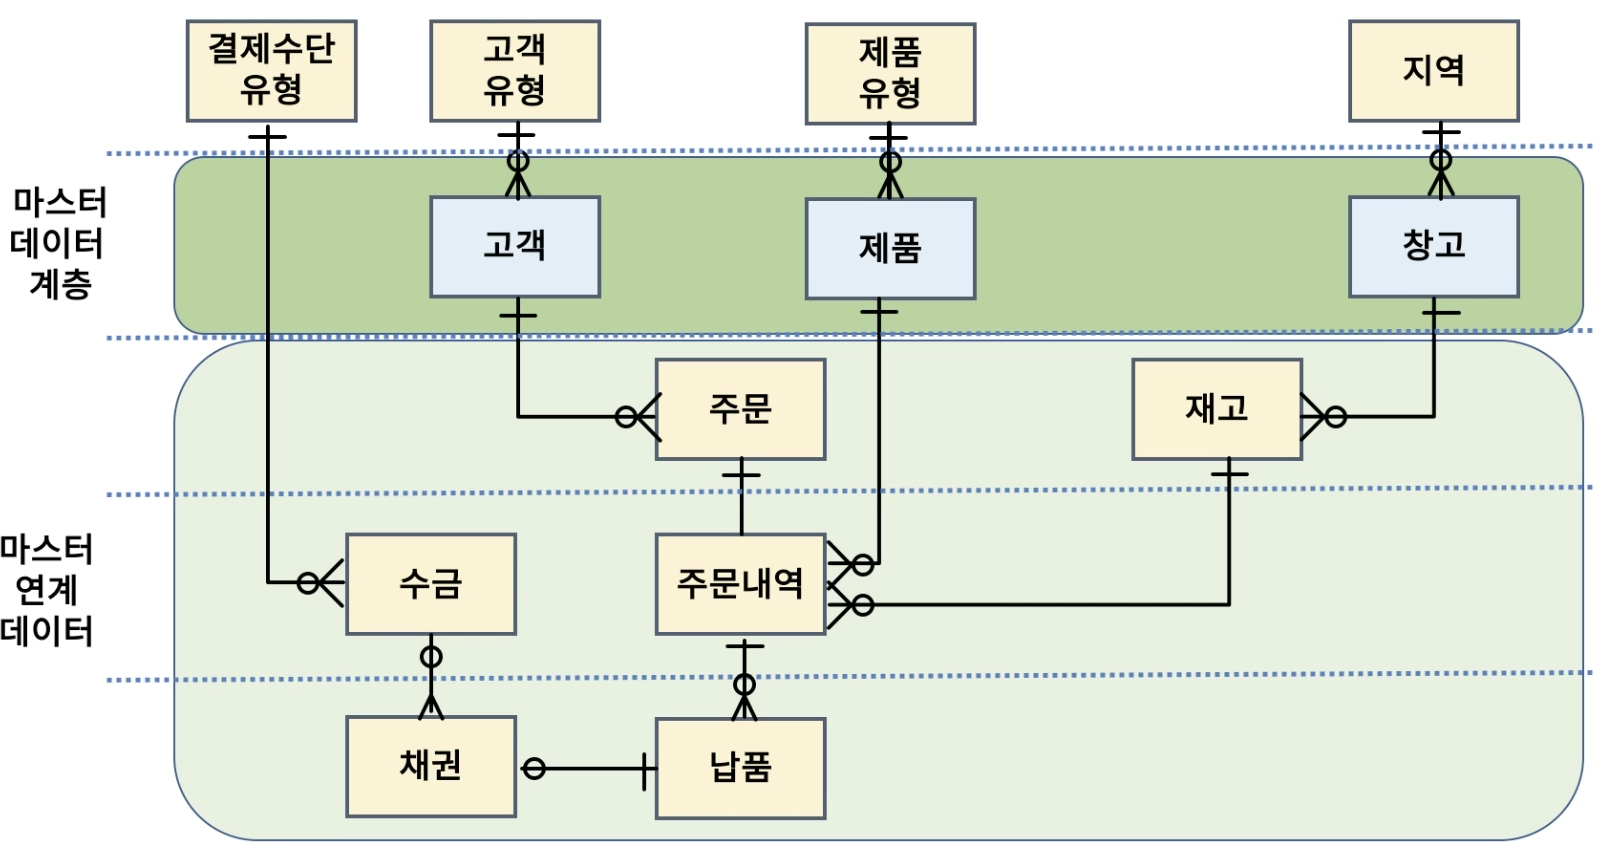 결제수단
유형
고객
유형
제품
유형
지역
마스터
데이터
계층
고객
제품
창고
주문
재고
마스터
연계
데이터
수금
주문내역
채권
납품